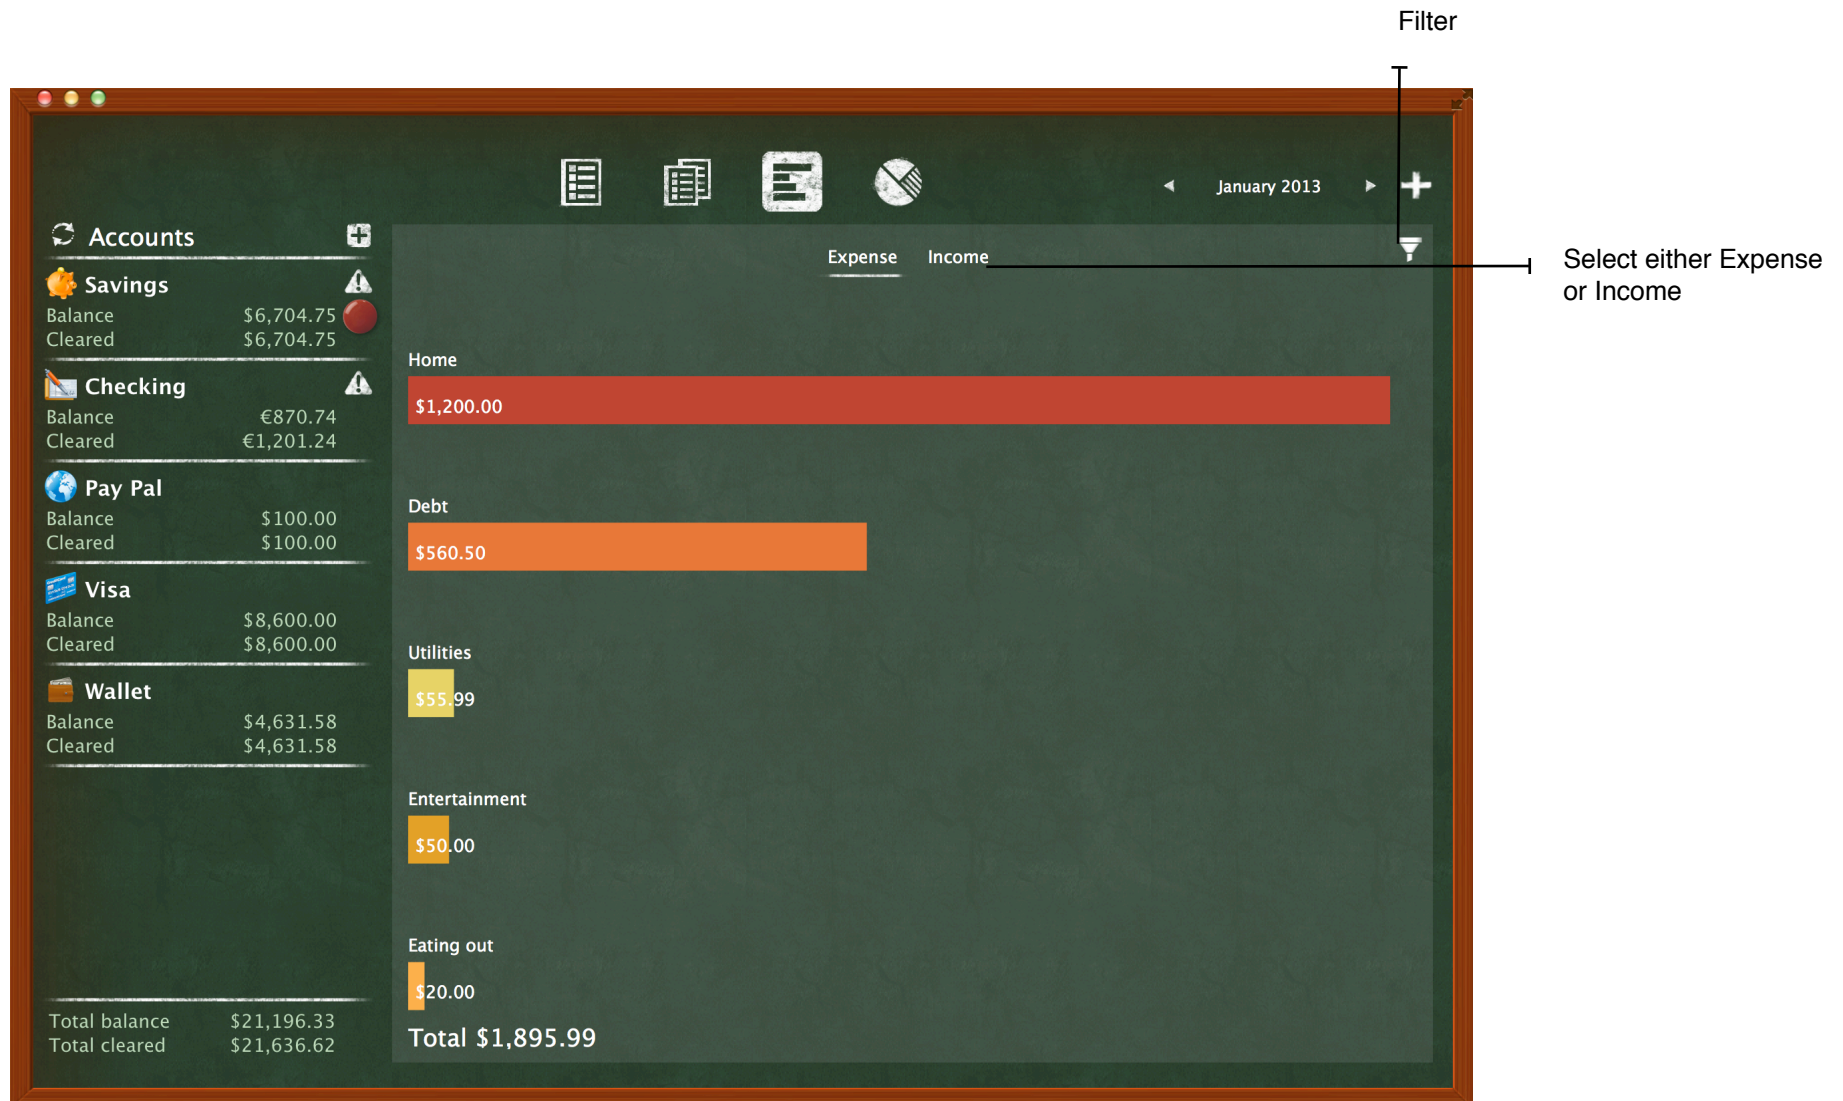 Filter
January 2013
Accounts
Expense Income
Select either Expense
or Income
Savings
Balance $6,704.75
Cleared $6,704.75
Checking
Balance €870.74
Cleared €1,201.24
Pay Pal
Balance $100.00
Cleared $100.00
Visa
Balance $8,600.00
Cleared $8,600.00
Wallet
Balance $4,631.58
Cleared $4,631.58
Total balance $21,196.33
Total cleared $21,636.62
Home
$1,200.00
Debt
$560.50
Utilities
$55.99
Entertainment
$50.00
Eating out
$20.00
Total $1,895.99